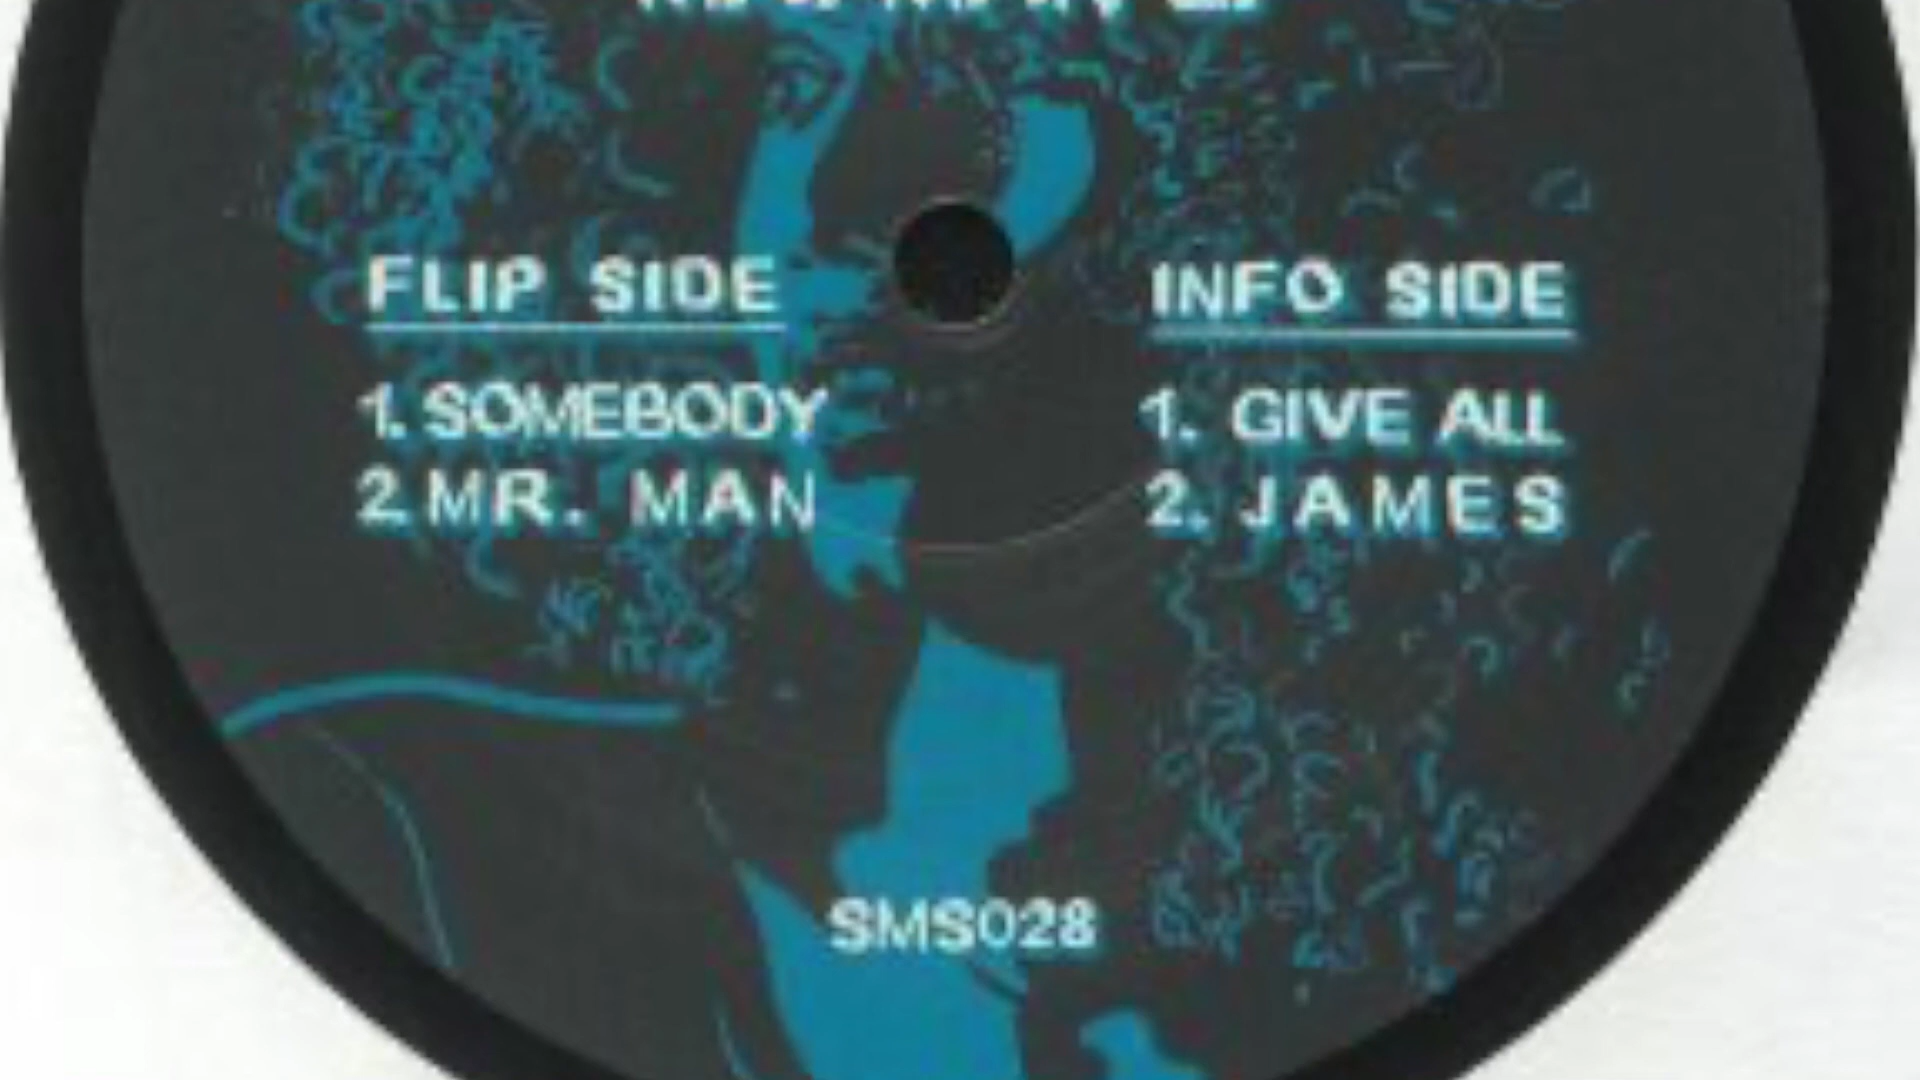 FLIP SIDE
1. SOMEBODY
2. MR. MAN
INFO SIDE
1. GIVE ALL
2. JAMES
SMS028